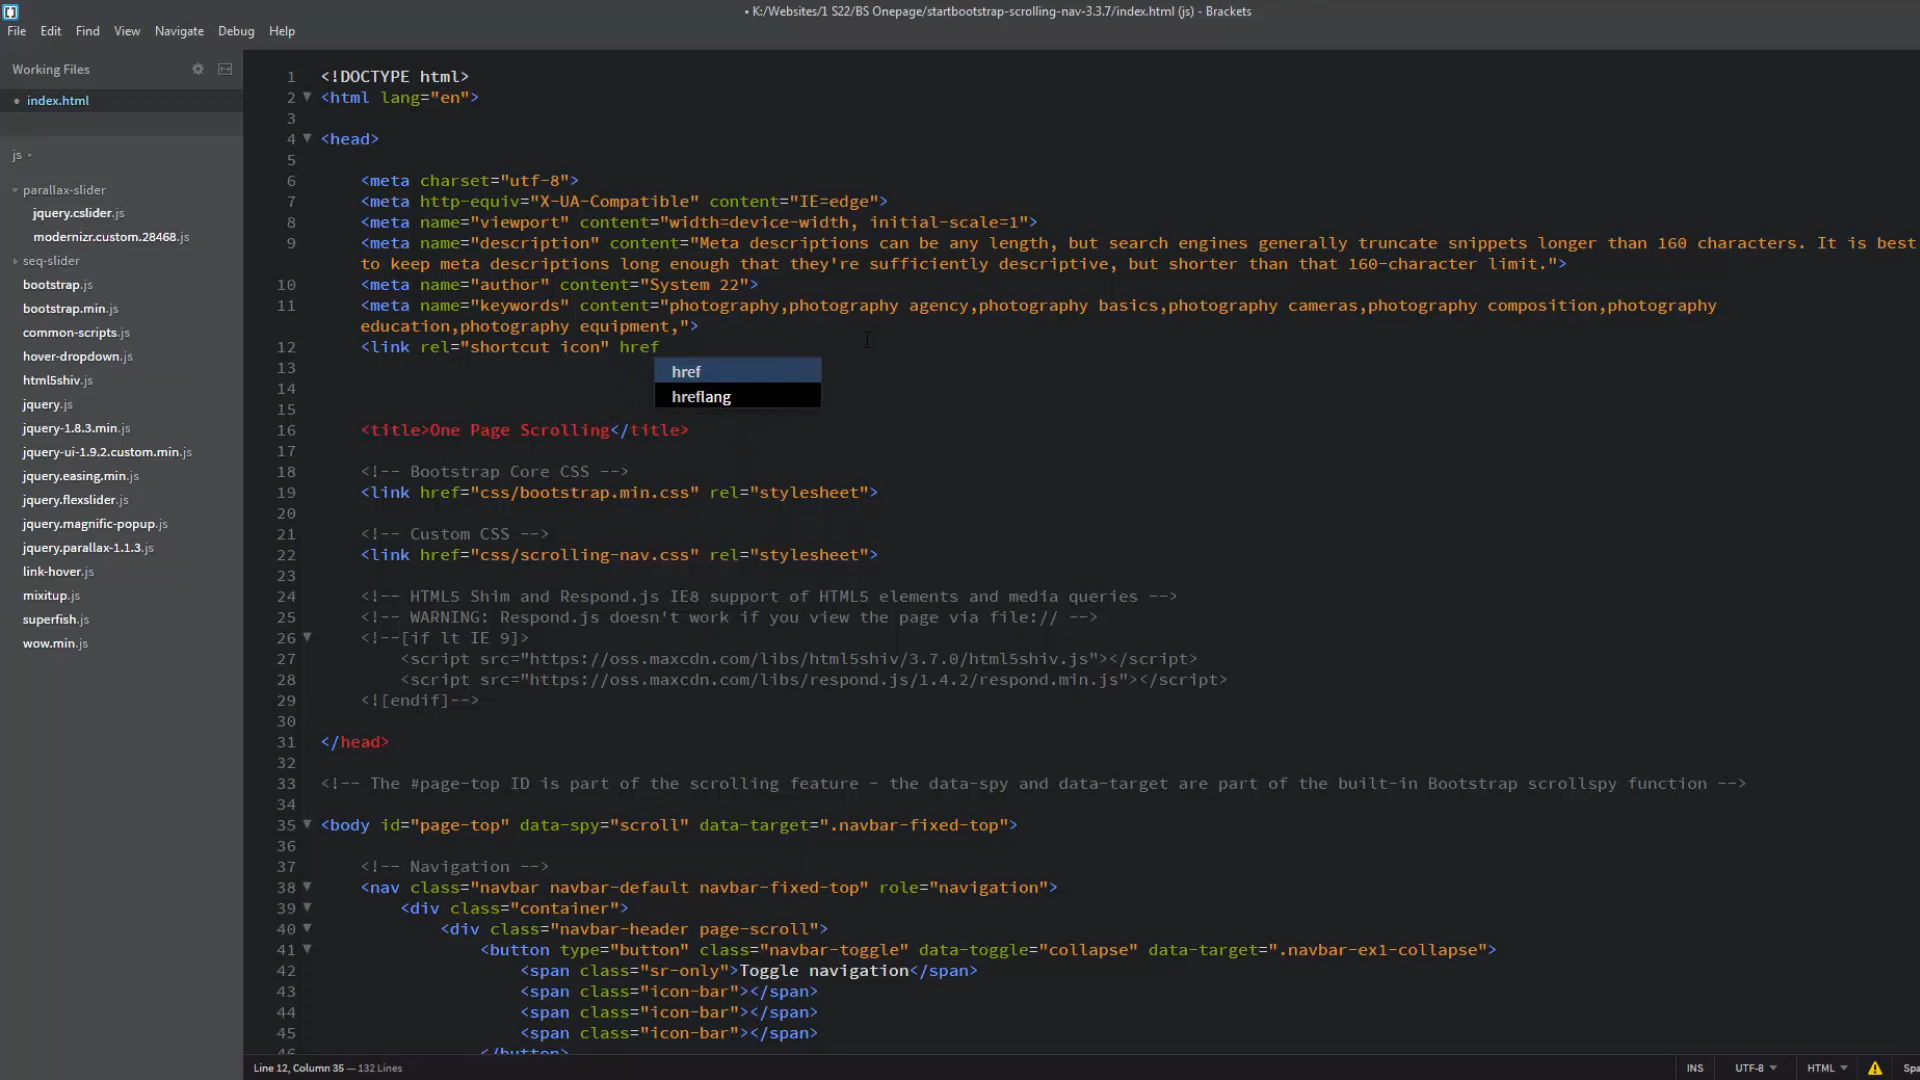 • K:/Websites/1 S22/BS Onepage/startbootstrap-scrolling-nav-3.3.7/index.html (js) - Brackets
File Edit Find View Navigate Debug Help
Working Files
• index.html
js
parallax-slider
jquery.cslider.js
modernizr.custom.28468.js
seq-slider
bootstrap.js
bootstrap.min.js
common-scripts.js
hover-dropdown.js
html5shiv.js
jquery.js
jquery-1.8.3.min.js
jquery-ui-1.9.2.custom.min.js
jquery.easing.min.js
jquery.flexslider.js
jquery.magnific-popup.js
jquery.parallax-1.1.3.js
link-hover.js
mixitup.js
superfish.js
wow.min.js
1 <!DOCTYPE html>
2 <html lang="en">
3
4 <head>
5
6 <meta charset="utf-8">
7 <meta http-equiv="X-UA-Compatible" content="IE=edge">
8 <meta name="viewport" content="width=device-width, initial-scale=1">
9 <meta name="description" content="Meta descriptions can be any length, but search engines generally truncate snippets longer than 160 characters. It is best
to keep meta descriptions long enough that they're sufficiently descriptive, but shorter than that 160-character limit.">
10 <meta name="author" content="System 22">
11 <meta name="keywords" content="photography,photography agency,photography basics,photography cameras,photography composition,photography
education,photography equipment,">
12 <link rel="shortcut icon" href
13
href
14
hreflang
15
16 <title>One Page Scrolling</title>
17
18 <!-- Bootstrap Core CSS -->
19 <link href="css/bootstrap.min.css" rel="stylesheet">
20
21 <!-- Custom CSS -->
22 <link href="css/scrolling-nav.css" rel="stylesheet">
23
24 <!-- HTML5 Shim and Respond.js IE8 support of HTML5 elements and media queries -->
25 <!-- WARNING: Respond.js doesn't work if you view the page via file:// -->
26 <!--[if lt IE 9]>
27 <script src="https://oss.maxcdn.com/libs/html5shiv/3.7.0/html5shiv.js"></script>
28 <script src="https://oss.maxcdn.com/libs/respond.js/1.4.2/respond.min.js"></script>
29 <![endif]-->
30
31 </head>
32
33 <!-- The #page-top ID is part of the scrolling feature - the data-spy and data-target are part of the built-in Bootstrap scrollspy function -->
34
35 <body id="page-top" data-spy="scroll" data-target=".navbar-fixed-top">
36
37 <!-- Navigation -->
38 <nav class="navbar navbar-default navbar-fixed-top" role="navigation">
39 <div class="container">
40 <div class="navbar-header page-scroll">
41 <button type="button" class="navbar-toggle" data-toggle="collapse" data-target=".navbar-ex1-collapse">
42 <span class="sr-only">Toggle navigation</span>
43 <span class="icon-bar"></span>
44 <span class="icon-bar"></span>
45 <span class="icon-bar"></span>
46 </button>
Line 12, Column 35 — 132 Lines
INS UTF-8 HTML Spa